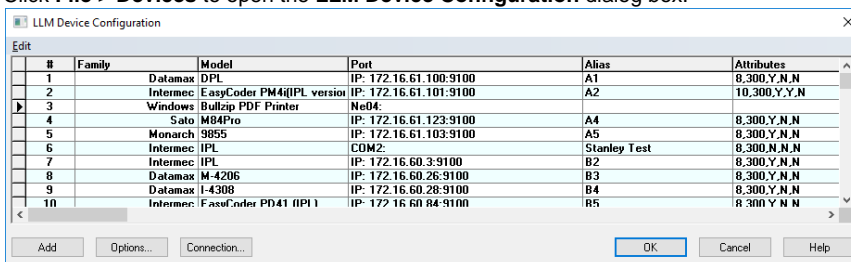 Click File > Devices to open the LLM Device Configuration dialog box.
LLM Device Configuration
Edit
# Family Model Port Alias Attributes
1 Datamax DPL IP: 172.16.61.100:9100 A1 8,300,Y,N,N
2 Intermec EasyCoder PM4i(IPL version IP: 172.16.61.101:9100 A2 10,300,Y,Y,N
3 Windows Bullzip PDF Printer Ne04:
4 Sato M84Pro IP: 172.16.61.123:9100 A4 8,300,Y,N,N
5 Monarch 9855 IP: 172.16.61.103:9100 A5 8,300,Y,N,N
6 Intermec IPL COM2: Stanley Test 8,300,N,N,N
7 Intermec IPL IP: 172.16.60.3:9100 B2 8,300,Y,N,N
8 Datamax M-4206 IP: 172.16.60.26:9100 B3 8,300,Y,N,N
9 Datamax I-4308 IP: 172.16.60.28:9100 B4 8,300,Y,N,N
10 Intermec EasyCoder PD41 (IPL) IP: 172.16.60.84:9100 B5 8,300,Y,N,N
Add Options... Connection... OK Cancel Help